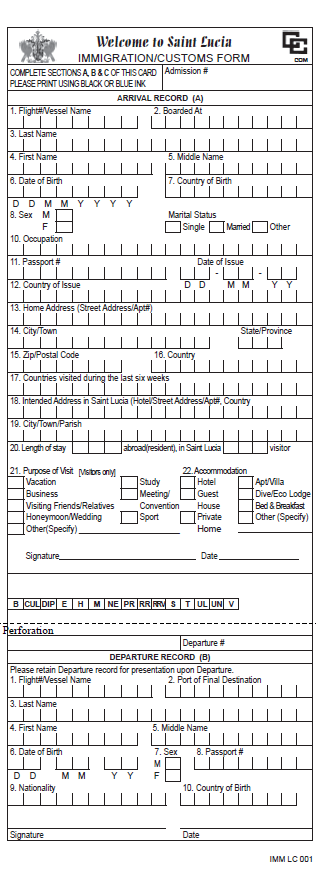 Welcome to Saint Lucia
IMMIGRATION/CUSTOMS FORM
CCM
COMPLETE SECTIONS A, B & C OF THIS CARD
PLEASE PRINT USING BLACK OR BLUE INK
Admission #
ARRIVAL RECORD (A)
1. Flight#/Vessel Name 2. Boarded At
3. Last Name
4. First Name 5. Middle Name
6. Date of Birth 7. Country of Birth
D D M M Y Y Y Y
8. Sex M Marital Status
F Single Married Other
10. Occupation
11. Passport # Date of Issue
- -
12. Country of Issue D D M M Y Y
13. Home Address (Street Address/Apt#)
14. City/Town State/Province
15. Zip/Postal Code 16. Country
17. Countries visited during the last six weeks
18. Intended Address in Saint Lucia (Hotel/Street Address/Apt#, Country
19. City/Town/Parish
20. Length of stay abroad(resident), in Saint Lucia visitor
21. Purpose of Visit [Visitors only] 22. Accommodation
Vacation Study Hotel Apt/Villa
Business Meeting/ Guest Dive/Eco Lodge
Visiting Friends/Relatives Convention House Bed & Breakfast
Honeymoon/Wedding Sport Private Other (Specify)
Other(Specify) Home
Signature Date
B CUL DIP E H M NE PR RR RRV S T UL UN V
Perforation
Departure #
DEPARTURE RECORD (B)
Please retain Departure record for presentation upon Departure.
1. Flight#/Vessel Name 2. Port of Final Destination
3. Last Name
4. First Name 5. Middle Name
6. Date of Birth 7. Sex 8. Passport #
M
D D M M Y Y F
9. Nationality 10. Country of Birth
Signature Date
IMM LC 001